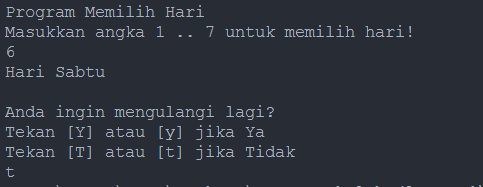 Program Memilih Hari
Masukkan angka 1 .. 7 untuk memilih hari!
6
Hari Sabtu
Anda ingin mengulangi lagi?
Tekan [Y] atau [y] jika Ya
Tekan [T] atau [t] jika Tidak
t